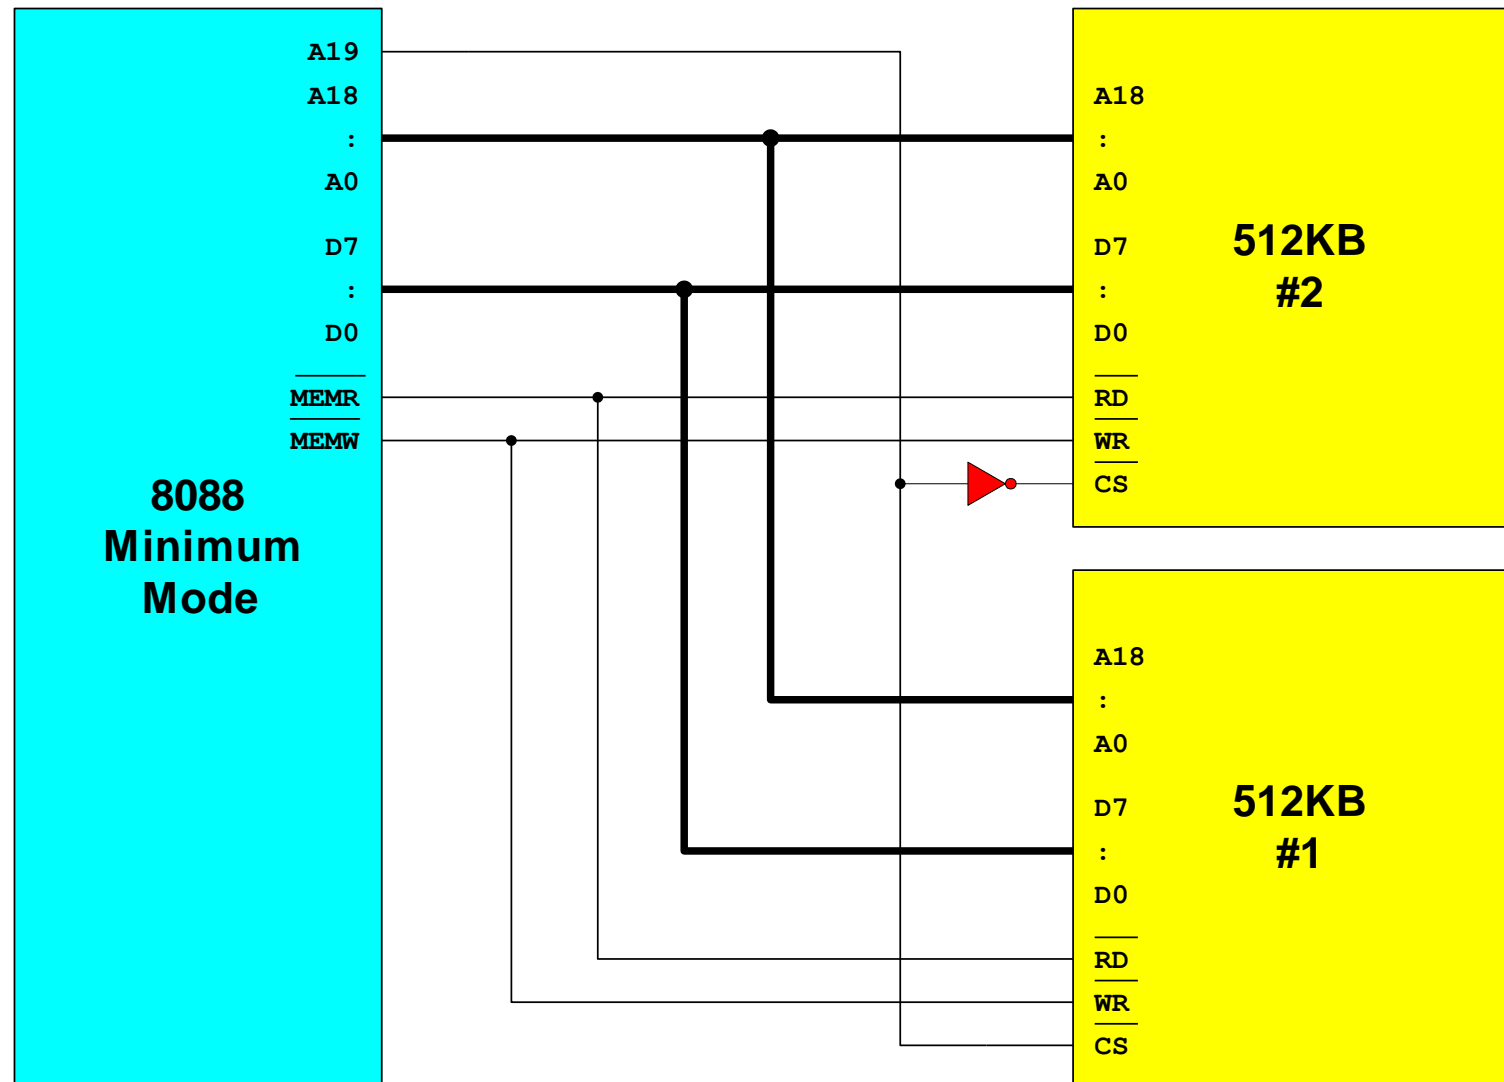 A19
A18
:
A0
D7
:
D0
MEMR
MEMW
8088
Minimum
Mode
A18
:
A0
D7
:
D0
RD
WR
CS
512KB
#2
A18
:
A0
D7
:
D0
RD
WR
CS
512KB
#1